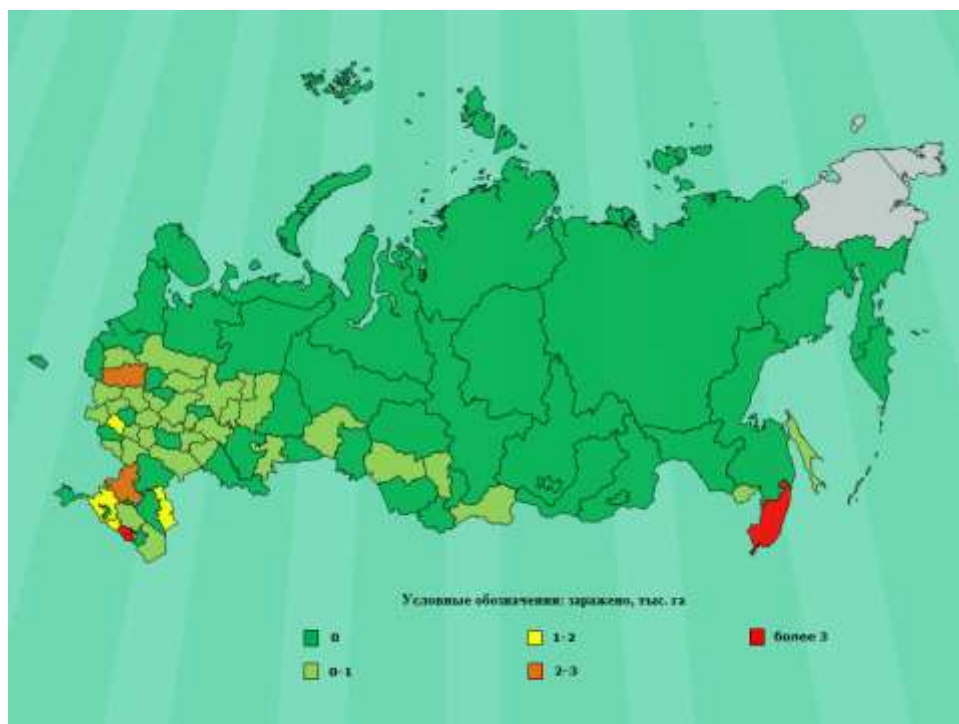 Условные обозначения: заражено, тыс. га
0
1-2
более 3
0-1
2-3